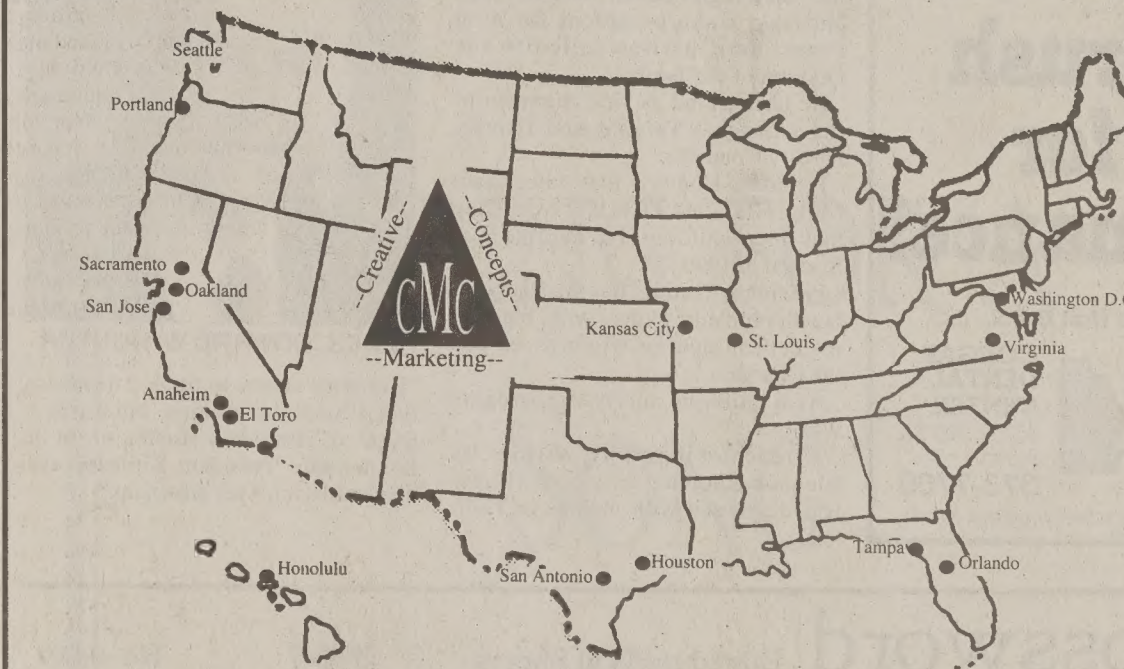 Seattle
Portland
--Creative--
--Concepts--
CMC
--Marketing--
Sacramento
Oakland
San Jose
Anaheim
El Toro
Kansas City
St. Louis
Washington D.C
Virginia
Honolulu
San Antonio
Houston
Tampa
Orlando